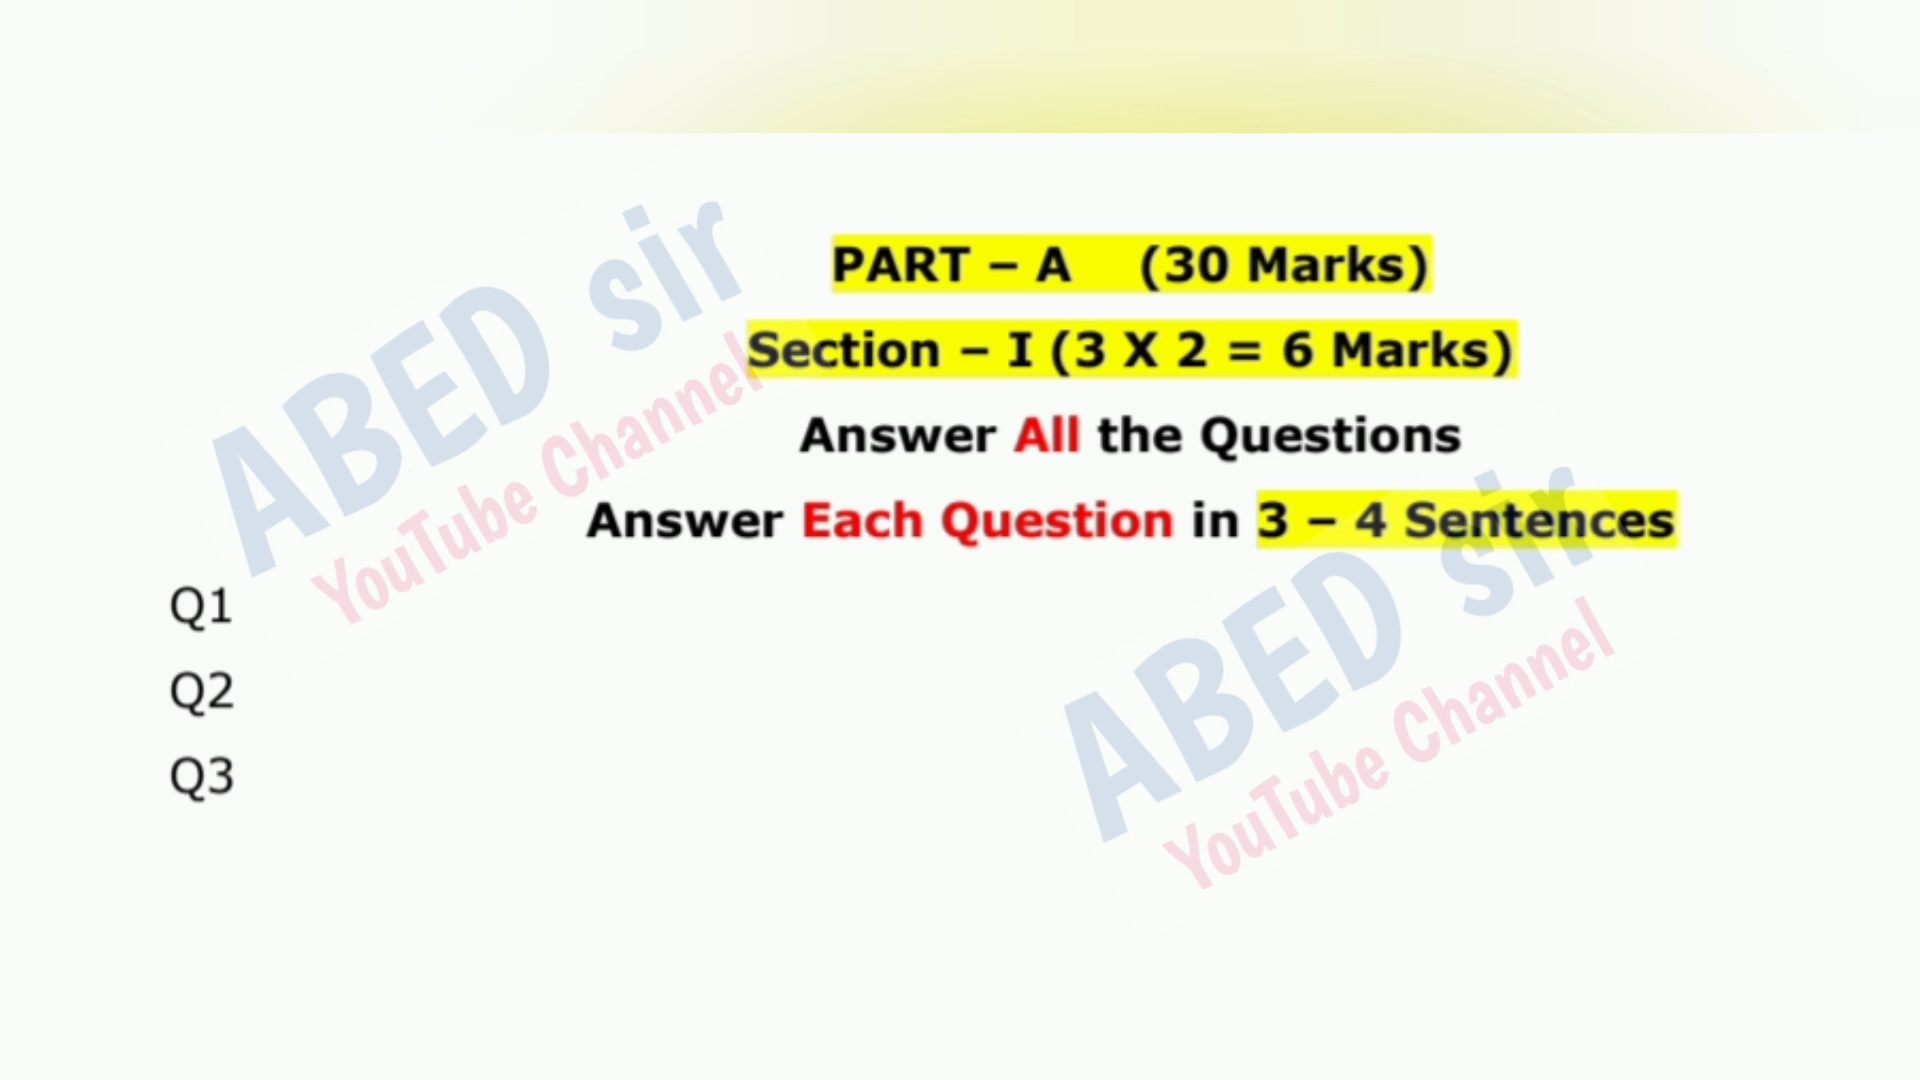 PART – A (30 Marks)
Section – I (3 X 2 = 6 Marks)
Answer All the Questions
Answer Each Question in 3 – 4 Sentences
Q1
Q2
Q3
ABED sir
YouTube Channel
ABED sir
YouTube Channel